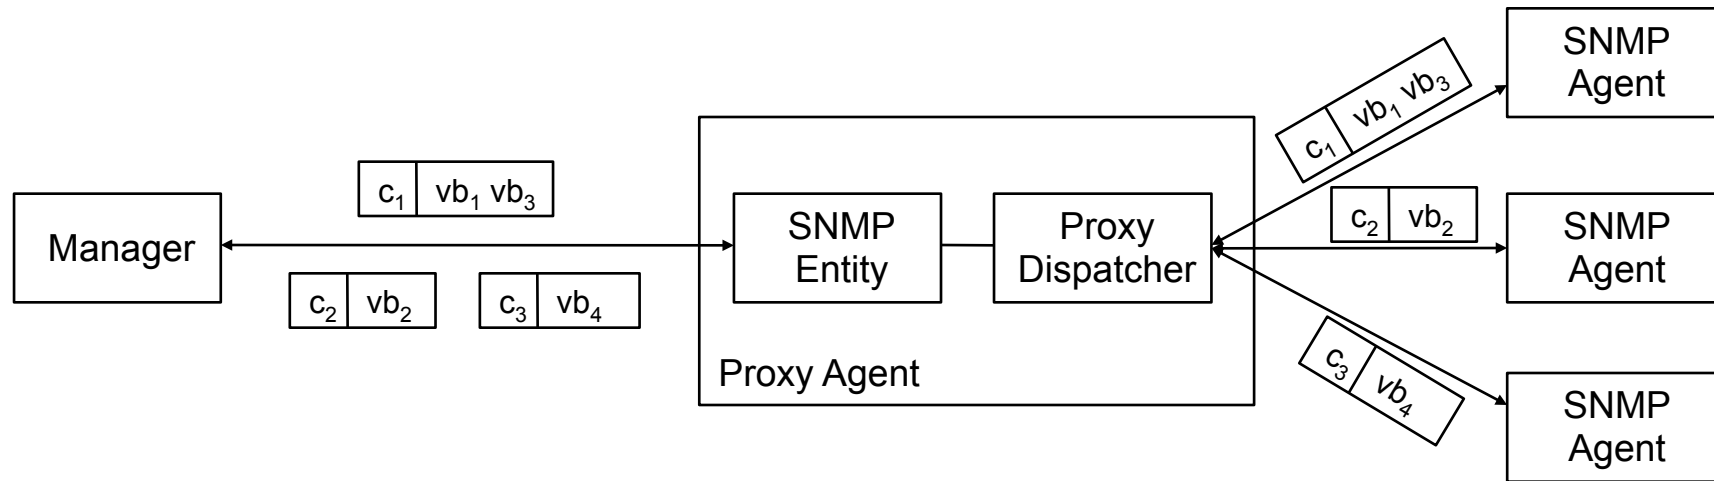 Manager
c₁ vb₁ vb₃
c₂ vb₂
c₃ vb₄
SNMP
Entity
Proxy
Dispatcher
Proxy Agent
c₁ vb₁ vb₃
c₂ vb₂
c₃ vb₄
SNMP
Agent
SNMP
Agent
SNMP
Agent